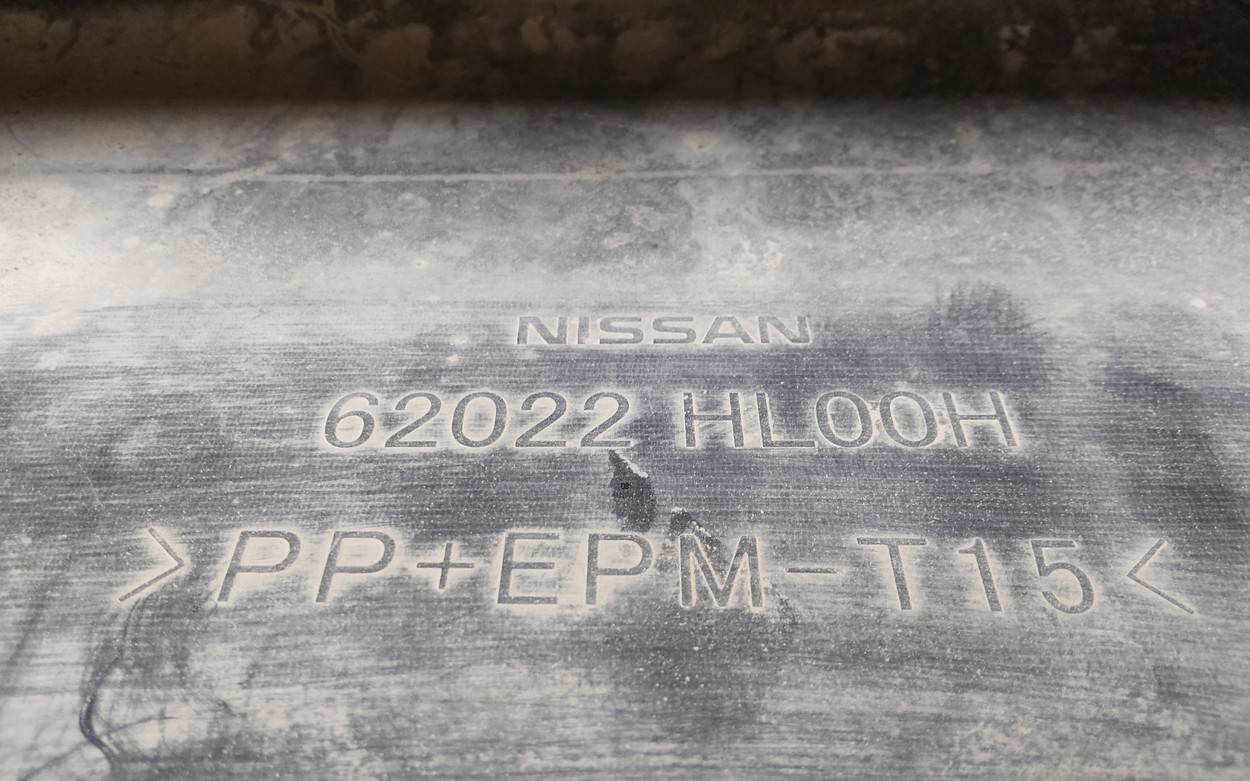 NISSAN
62022 HL00H
>PP+EPM-T15<